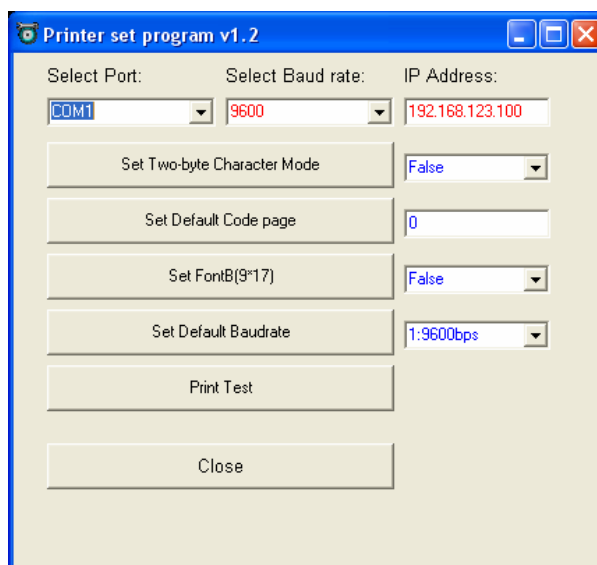 Printer set program v1.2
Select Port: Select Baud rate: IP Address:
COM1 9600 192.168.123.100
Set Two-byte Character Mode False
Set Default Code page 0
Set FontB(9*17) False
Set Default Baudrate 1:9600bps
Print Test
Close